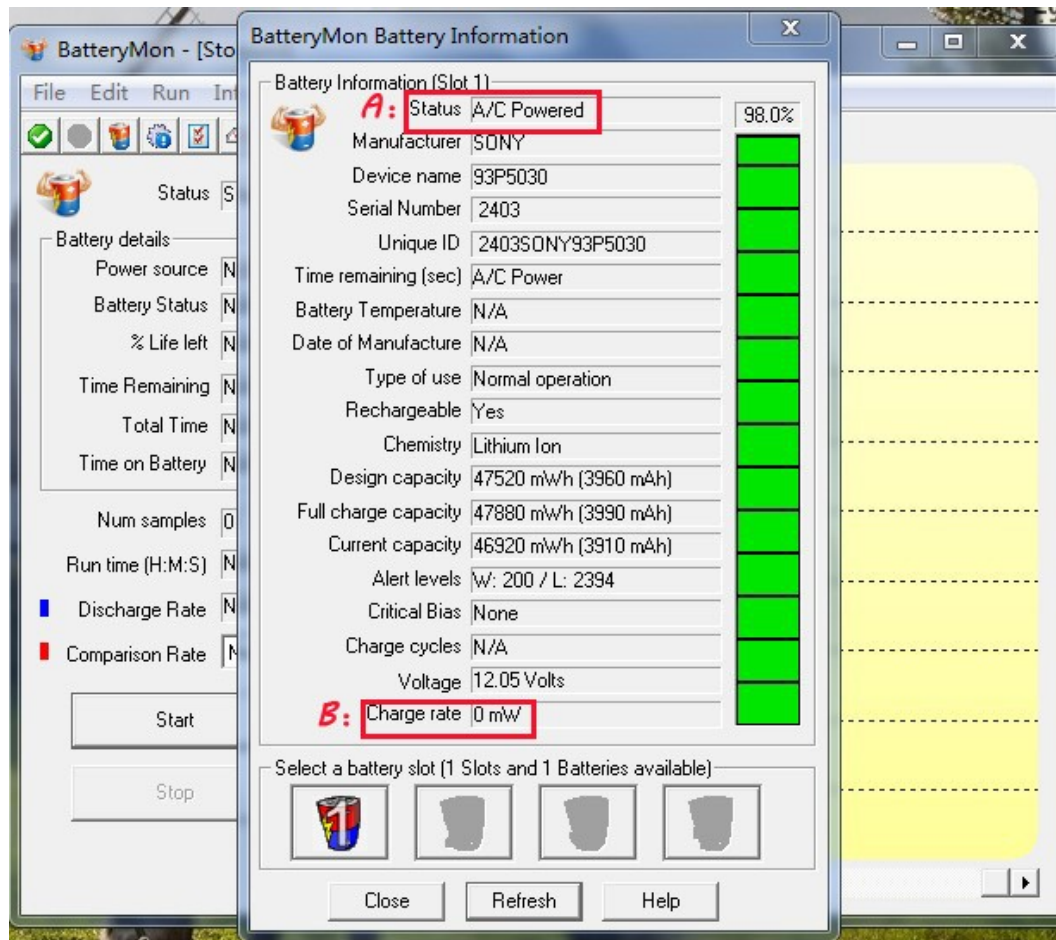 BatteryMon - [Sto
File Edit Run Inf
Status S
Battery details
Power source N
Battery Status N
% Life left N
Time Remaining N
Total Time N
Time on Battery N
Num samples 0
Run time (H:M:S) N
Discharge Rate N
Comparison Rate N
Start
Stop
BatteryMon Battery Information
Battery Information (Slot 1)
A: Status A/C Powered
98.0%
Manufacturer SONY
Device name 93P5030
Serial Number 2403
Unique ID 2403SONY93P5030
Time remaining (sec) A/C Power
Battery Temperature N/A
Date of Manufacture N/A
Type of use Normal operation
Rechargeable Yes
Chemistry Lithium Ion
Design capacity 47520 mWh (3960 mAh)
Full charge capacity 47880 mWh (3990 mAh)
Current capacity 46920 mWh (3910 mAh)
Alert levels W: 200 / L: 2394
Critical Bias None
Charge cycles N/A
Voltage 12.05 Volts
B: Charge rate 0 mW
Select a battery slot (1 Slots and 1 Batteries available)
1
Close Refresh Help